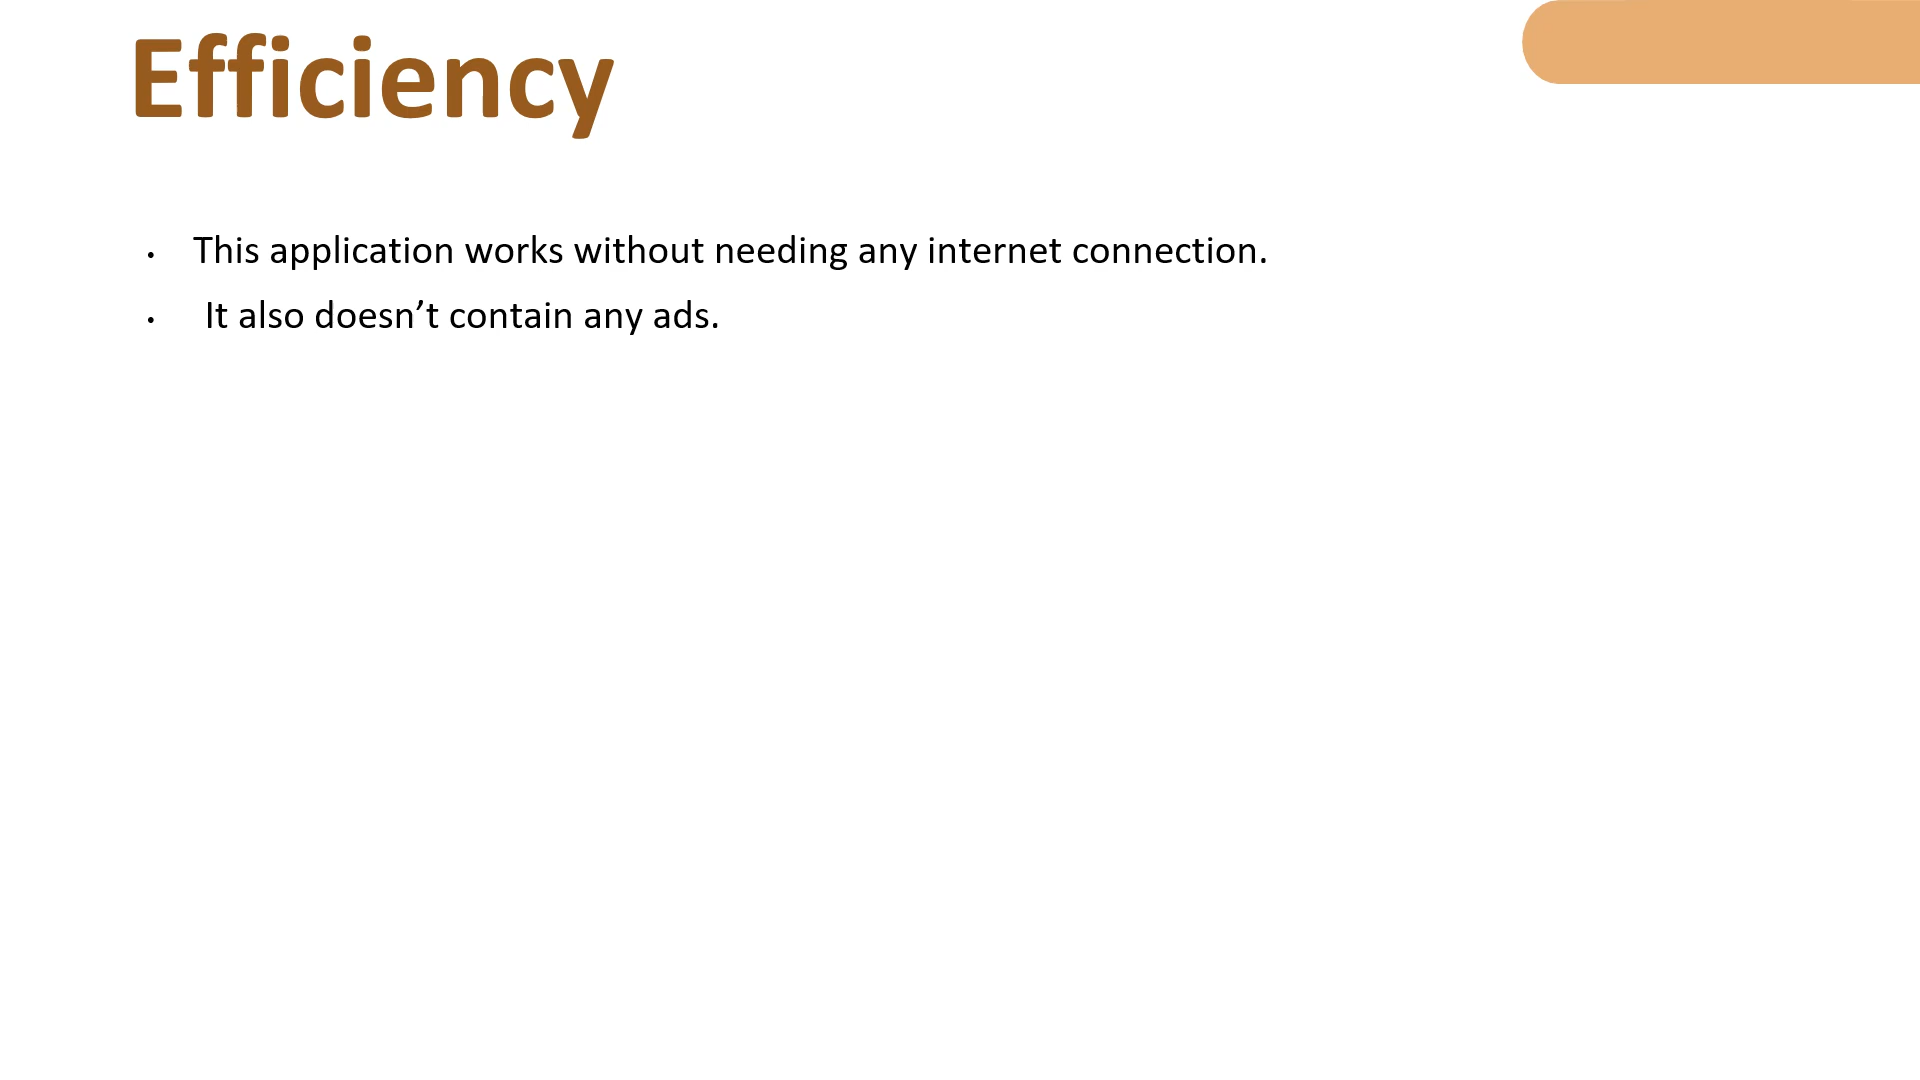 Efficiency
• This application works without needing any internet connection.
• It also doesn’t contain any ads.